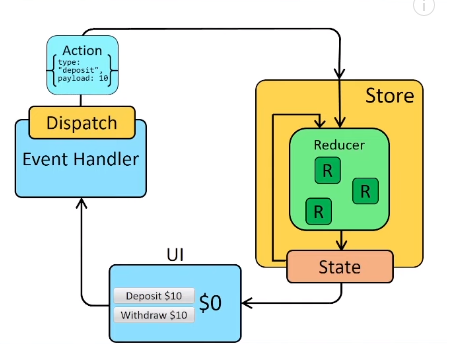 i
Action
{ type:
"deposit",
payload: 10}
Dispatch
Event Handler
Store
Reducer
R
R
R
State
UI
Deposit $10
Withdraw $10
$0